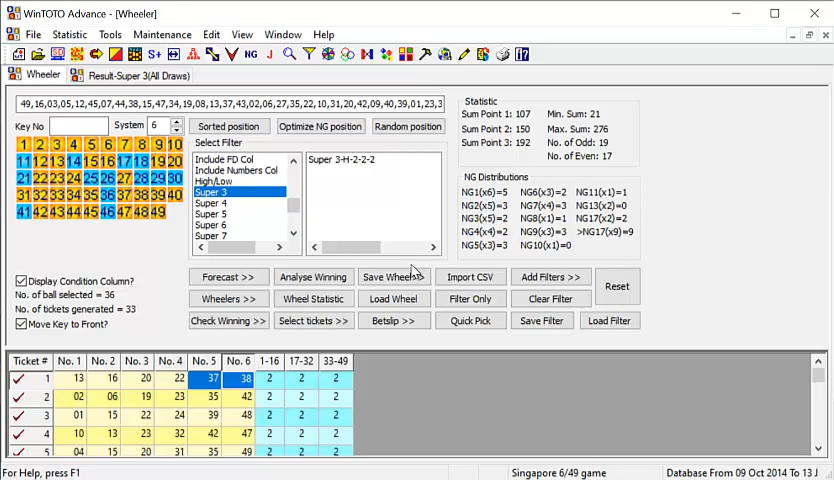 WinTOTO Advance - [Wheeler]
File Statistic Tools Maintenance Edit View Window Help
S+ NG J
Wheeler Result-Super 3(All Draws)
49,16,03,05,12,45,07,44,38,15,47,34,19,08,13,37,43,02,06,27,35,22,10,31,20,42,09,40,39,01,23,3
Key No System 6 Sorted position Optimize NG position Random position
1 2 3 4 5 6 7 8 9 10
11 12 13 14 15 16 17 18 19 20
21 22 23 24 25 26 27 28 29 30
31 32 33 34 35 36 37 38 39 40
41 42 43 44 45 46 47 48 49
Select Filter
Include FD Col
Include Numbers Col
High/Low
Super 3
Super 4
Super 5
Super 6
Super 7
Super 3-H-2-2-2
Statistic
Sum Point 1: 107 Min. Sum: 21
Sum Point 2: 150 Max. Sum: 276
Sum Point 3: 192 No. of Odd: 19
No. of Even: 17
NG Distributions
NG1(x6)=5 NG6(x3)=2 NG11(x1)=1
NG2(x5)=3 NG7(x4)=3 NG13(x2)=0
NG3(x5)=2 NG8(x1)=1 NG17(x2)=2
NG4(x2)=2 NG9(x3)=3 >NG17(x9)=9
NG5(x3)=3 NG10(x1)=0
Display Condition Column?
No. of ball selected = 36
No. of tickets generated = 33
Move Key to Front?
Forecast >> Analyse Winning Save Wheel>> Import CSV Add Filters >> Reset
Wheelers >> Wheel Statistic Load Wheel Filter Only Clear Filter
Check Winning >> Select tickets >> Betslip >> Quick Pick Save Filter Load Filter
Ticket # No. 1 No. 2 No. 3 No. 4 No. 5 No. 6 1-16 17-32 33-49
1 13 16 20 22 37 38 2 2 2
2 02 06 19 23 35 42 2 2 2
3 01 15 22 24 39 48 2 2 2
4 10 13 23 32 42 47 2 2 2
5 04 15 20 31 35 49 2 2 2
For Help, press F1 Singapore 6/49 game Database From 09 Oct 2014 To 13 J